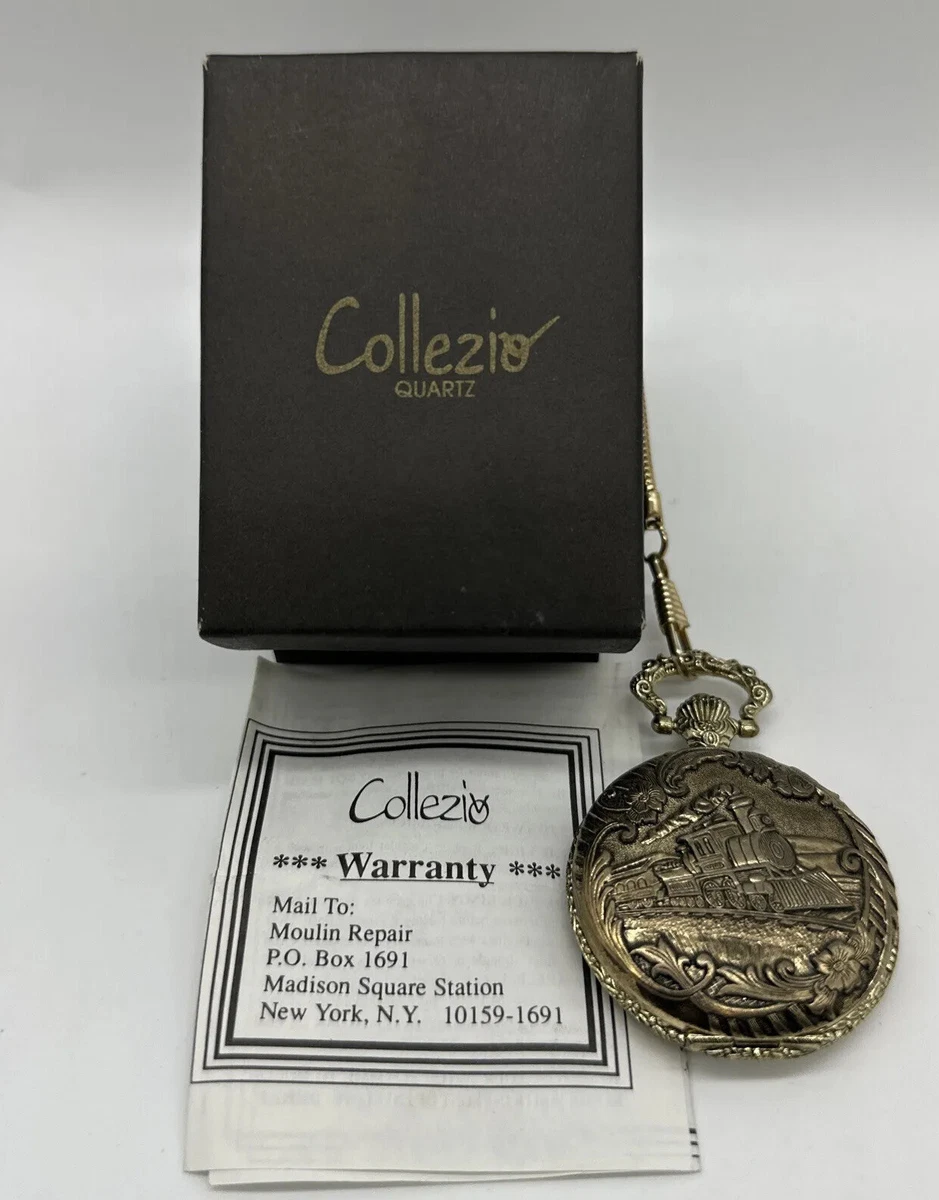 Collezio
QUARTZ
Collezio
*** Warranty ***
Mail To:
Moulin Repair
P.O. Box 1691
Madison Square Station
New York, N.Y. 10159-1691